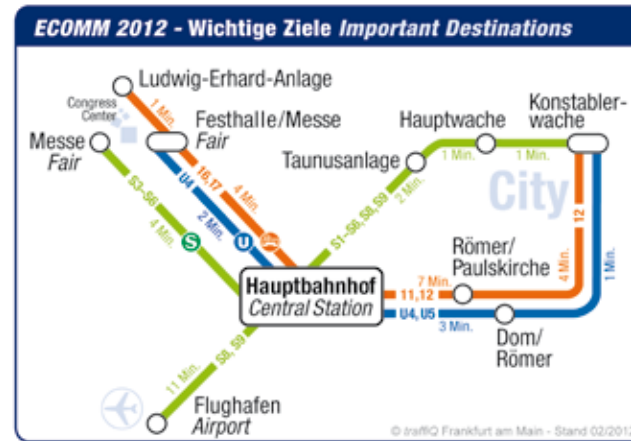 ECOMM 2012 - Wichtige Ziele Important Destinations
Ludwig-Erhard-Anlage
Congress
Center
1 Min.
Festhalle/Messe
Fair
Messe
Fair
Hauptwache
Konstabler-
wache
Taunusanlage
1 Min.
1 Min.
2 Min.
S3-S6
4 Min.
S
U4
2 Min.
U
16,17
4 Min.
S1-S6, S8, S9
City
12
4 Min.
1 Min.
Hauptbahnhof
Central Station
Römer/
Paulskirche
7 Min.
11,12
U4, U5
3 Min.
Dom/
Römer
11 Min.
S8, S9
Flughafen
Airport
© traffiQ Frankfurt am Main - Stand 02/2012